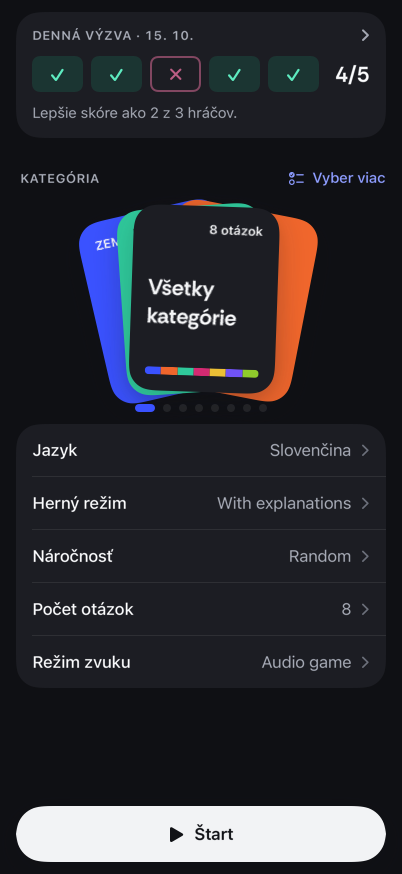 DENNÁ VÝZVA · 15. 10.
4/5
Lepšie skóre ako 2 z 3 hráčov.
KATEGÓRIA
Vyber viac
8 otázok
Všetky
kategórie
Jazyk Slovenčina
Herný režim With explanations
Náročnosť Random
Počet otázok 8
Režim zvuku Audio game
Štart